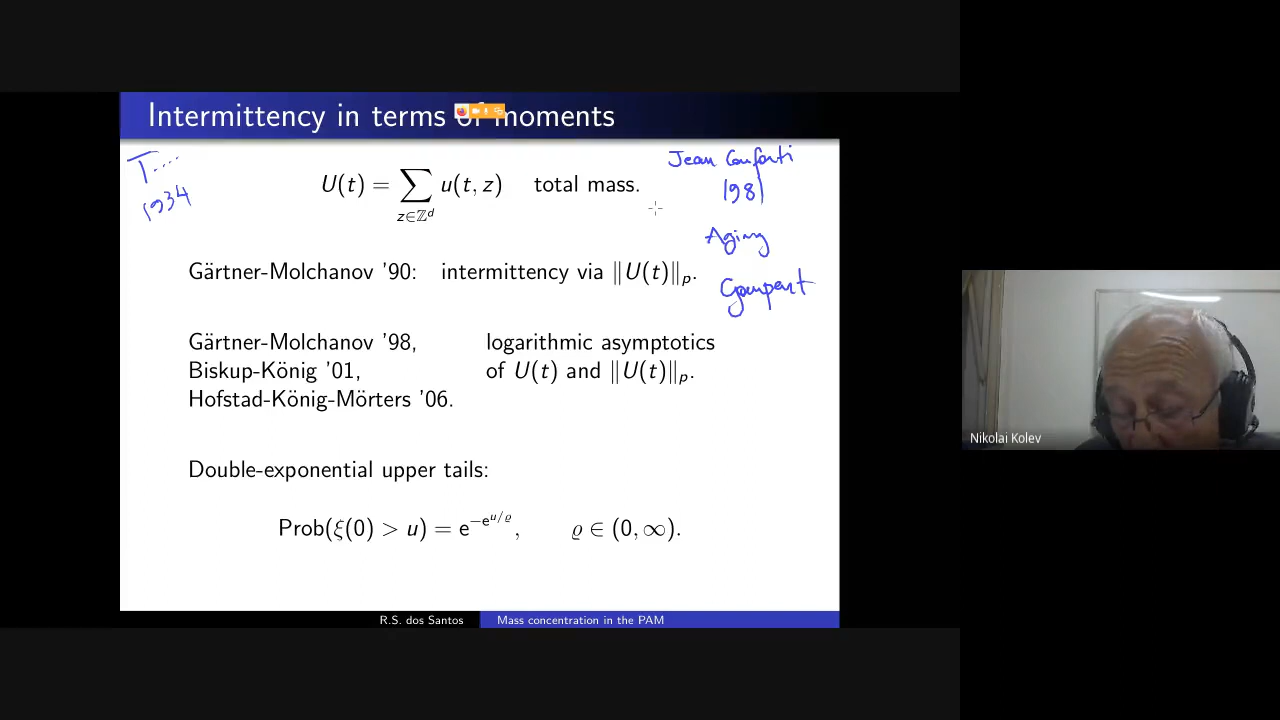 Intermittency in terms of moments
T....
1934
U(t) = ∑_{z∈ℤ^d} u(t, z) total mass.
Jean
1981
Aging
Gompert
Gärtner-Molchanov '90: intermittency via ‖U(t)‖_p.
Gärtner-Molchanov '98, logarithmic asymptotics
Biskup-König '01, of U(t) and ‖U(t)‖_p.
Hofstad-König-Mörters '06.
Double-exponential upper tails:
Prob(ξ(0) > u) = e^{−e^{u/ϱ}}, ϱ ∈ (0, ∞).
R.S. dos Santos Mass concentration in the PAM
Nikolai Kolev